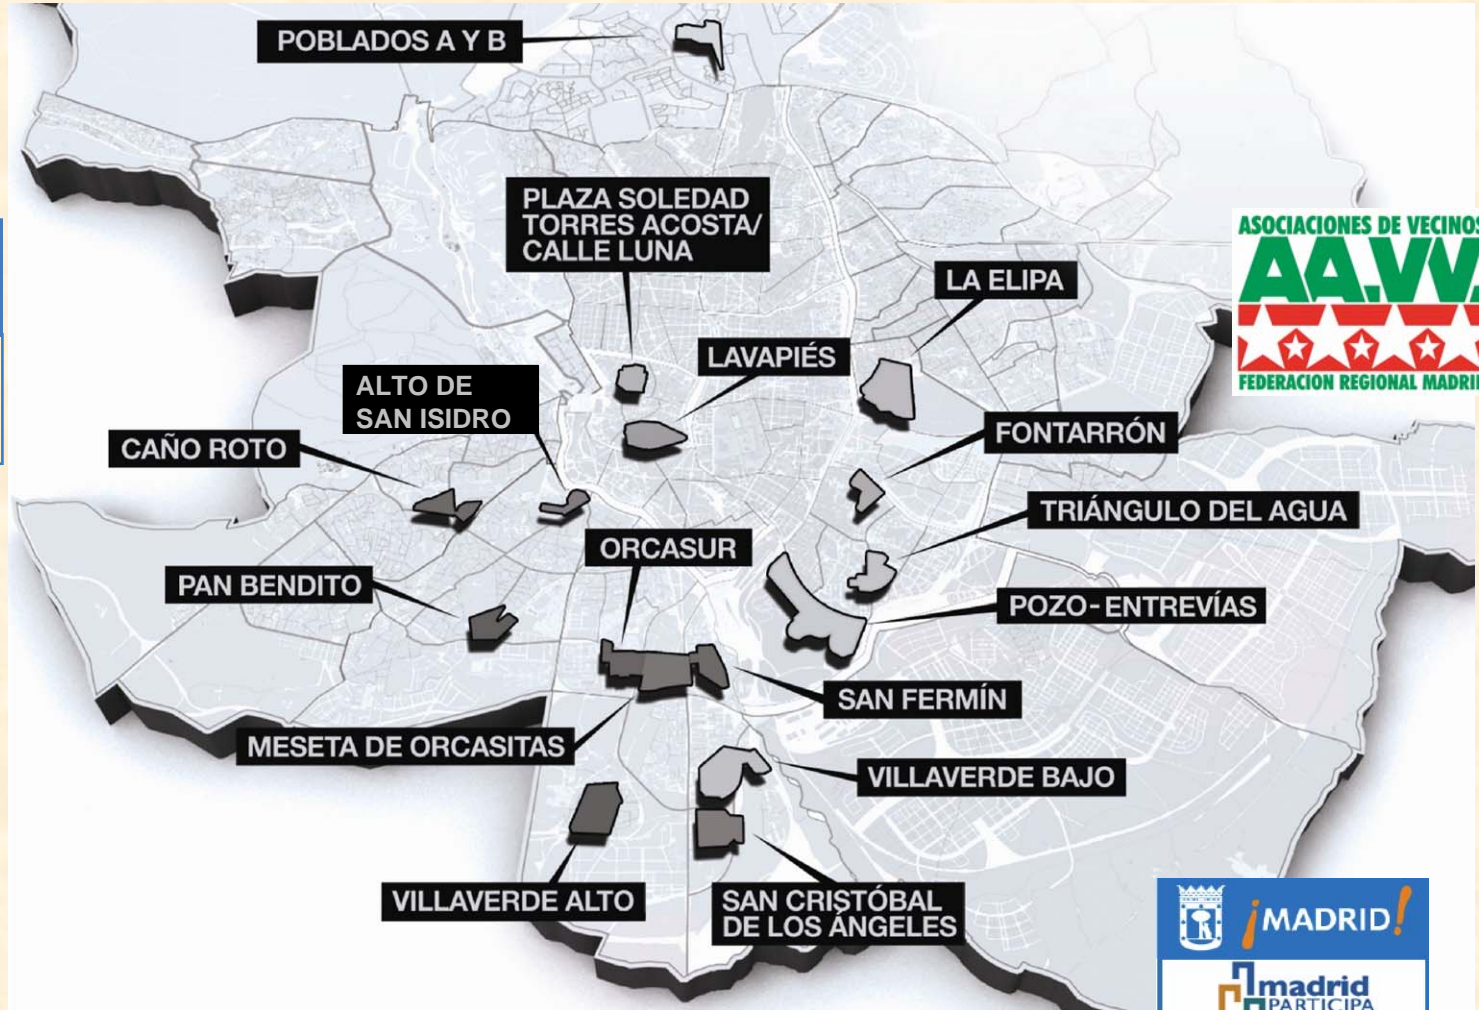 POBLADOS A Y B
PLAZA SOLEDAD
TORRES ACOSTA/
CALLE LUNA
ASOCIACIONES DE VECINOS
AA.VV.
FEDERACION REGIONAL MADRID
LA ELIPA
LAVAPIÉS
ALTO DE
SAN ISIDRO
FONTARRÓN
CAÑO ROTO
TRIÁNGULO DEL AGUA
ORCASUR
PAN BENDITO
POZO-ENTREVÍAS
SAN FERMÍN
MESETA DE ORCASITAS
VILLAVERDE BAJO
VILLAVERDE ALTO
SAN CRISTÓBAL
DE LOS ÁNGELES
¡MADRID!
madrid
PARTICIPA